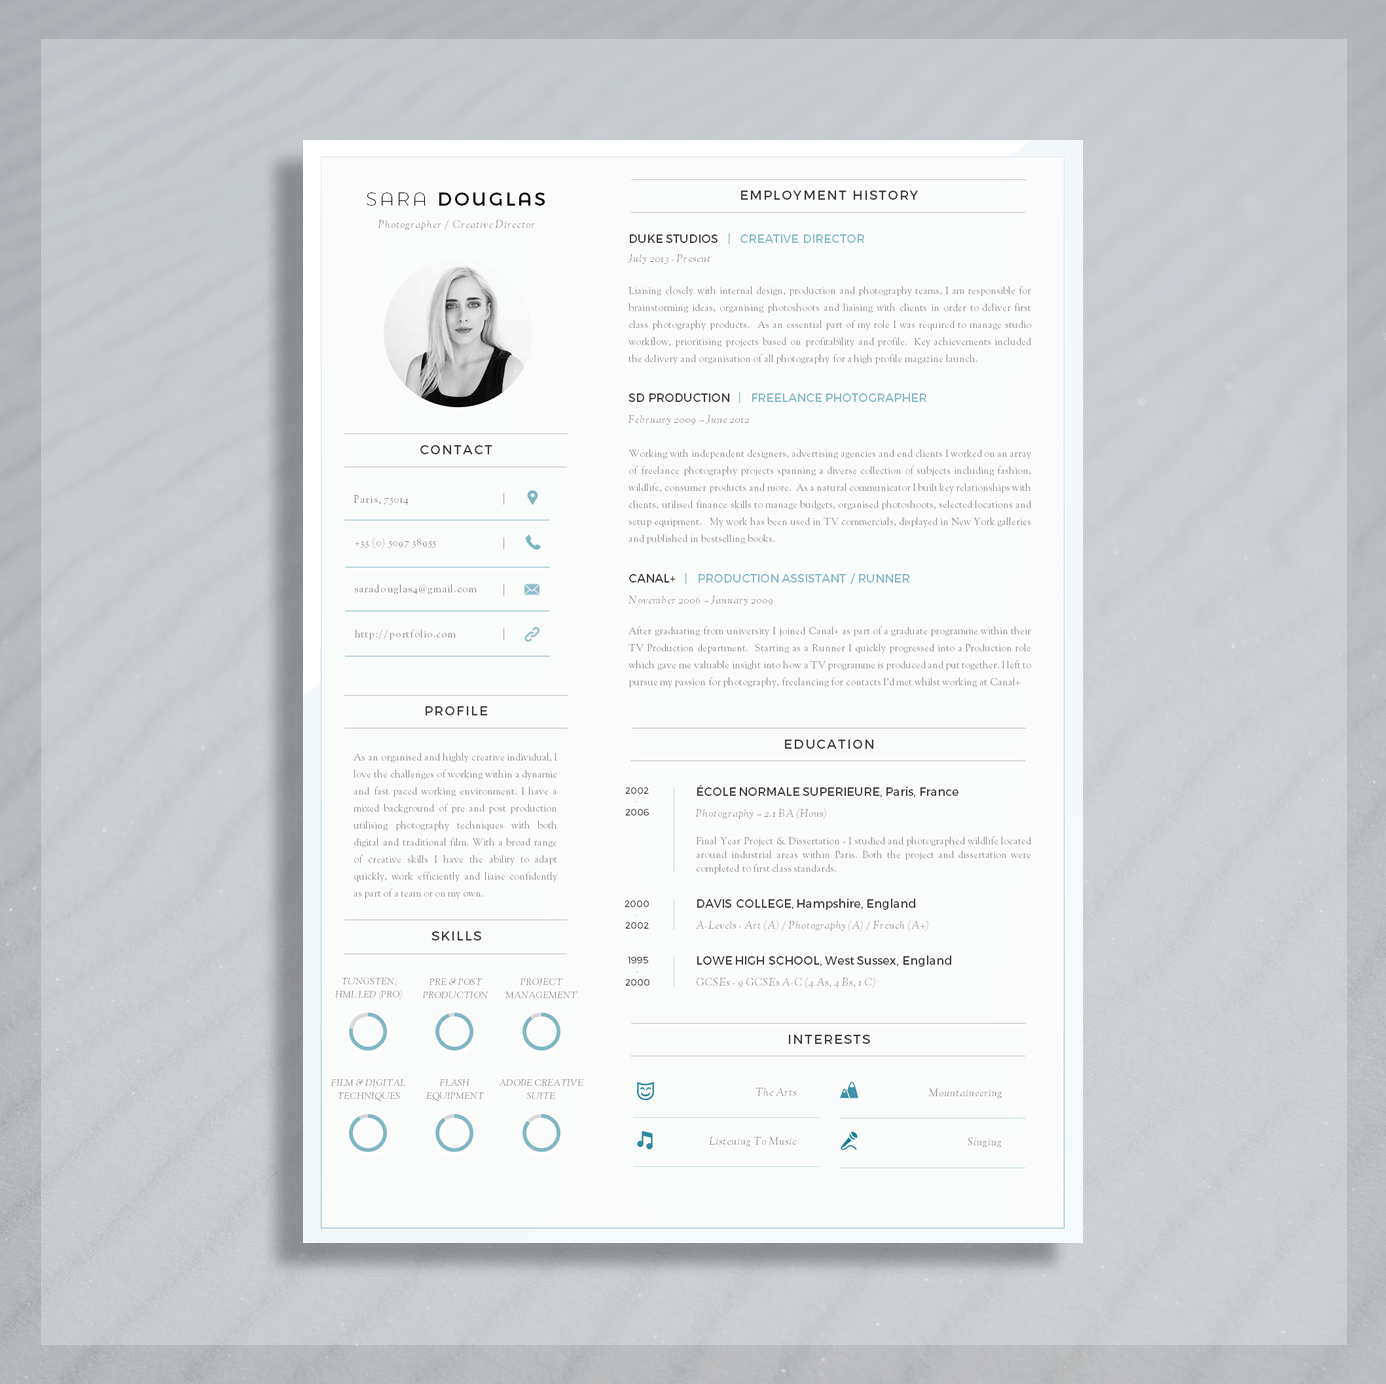 SARA DOUGLAS
Photographer / Creative Director
CONTACT
Paris, 75014
+33 (0) 5097 38955
saradouglas4@gmail.com
http://portfolio.com
PROFILE
As an organised and highly creative individual, I
love the challenges of working within a dynamic
and fast paced working environment. I have a
mixed background of pre and post production
utilising photography techniques with both
digital and traditional film. With a broad range
of creative skills I have the ability to adapt
quickly, work efficiently and liaise confidently
as part of a team or on my own.
SKILLS
TUNGSTEN,
HMI, LED (PRO)
PRE & POST
PRODUCTION
PROJECT
MANAGEMENT
FILM & DIGITAL
TECHNIQUES
FLASH
EQUIPMENT
ADOBE CREATIVE
SUITE
EMPLOYMENT HISTORY
DUKE STUDIOS | CREATIVE DIRECTOR
July 2013 - Present
Liaising closely with internal design, production and photography teams, I am responsible for
brainstorming ideas, organising photoshoots and liaising with clients in order to deliver first
class photography products. As an essential part of my role I was required to manage studio
workflow, prioritising projects based on profitability and profile. Key achievements included
the delivery and organisation of all photography for a high profile magazine launch.
SD PRODUCTION | FREELANCE PHOTOGRAPHER
February 2009 – June 2012
Working with independent designers, advertising agencies and end clients I worked on an array
of freelance photography projects spanning a diverse collection of subjects including fashion,
wildlife, consumer products and more. As a natural communicator I built key relationships with
clients, utilised finance skills to manage budgets, organised photoshoots, selected locations and
setup equipment. My work has been used in TV commercials, displayed in New York galleries
and published in bestselling books.
CANAL+ | PRODUCTION ASSISTANT / RUNNER
November 2006 – January 2009
After graduating from university I joined Canal+ as part of a graduate programme within their
TV Production department. Starting as a Runner I quickly progressed into a Production role
which gave me valuable insight into how a TV programme is produced and put together. I left to
pursue my passion for photography, freelancing for contacts I'd met whilst working at Canal+
EDUCATION
2002
-
2006
ÉCOLE NORMALE SUPERIEURE, Paris, France
Photography – 2.1 BA (Hons)
Final Year Project & Dissertation - I studied and photographed wildlife located
around industrial areas within Paris. Both the project and dissertation were
completed to first class standards.
2000
-
2002
DAVIS COLLEGE, Hampshire, England
A-Levels - Art (A) / Photography (A) / French (A+)
1995
-
2000
LOWE HIGH SCHOOL, West Sussex, England
GCSEs - 9 GCSEs A-C (4 As, 4 Bs, 1 C)
INTERESTS
The Arts
Mountaineering
Listening To Music
Singing